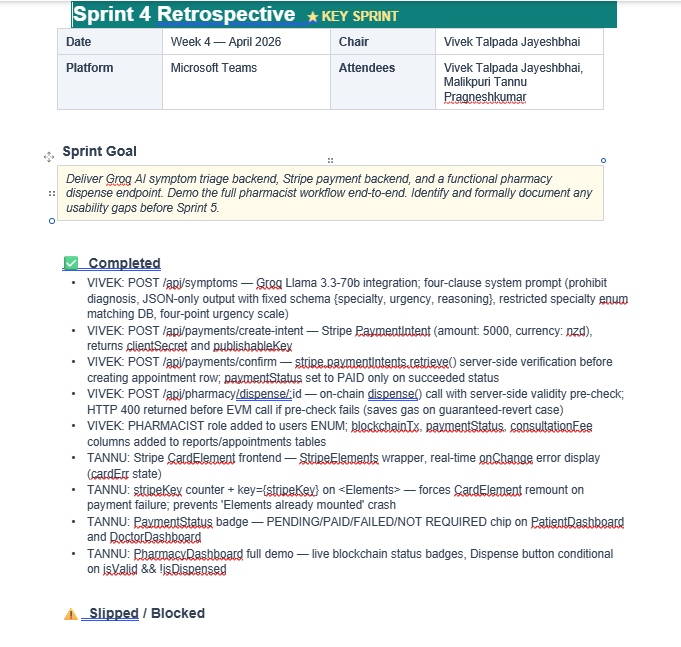 Sprint 4 Retrospective ★ KEY SPRINT
Date Week 4 — April 2026 Chair Vivek Talpada Jayeshbhai
Platform Microsoft Teams Attendees Vivek Talpada Jayeshbhai,
Malikpuri Tannu
Pragneshkumar
Sprint Goal
Deliver Groq AI symptom triage backend, Stripe payment backend, and a functional pharmacy
dispense endpoint. Demo the full pharmacist workflow end-to-end. Identify and formally document any
usability gaps before Sprint 5.
✅ Completed
• VIVEK: POST /api/symptoms — Groq Llama 3.3-70b integration; four-clause system prompt (prohibit
diagnosis, JSON-only output with fixed schema {specialty, urgency, reasoning}, restricted specialty enum
matching DB, four-point urgency scale)
• VIVEK: POST /api/payments/create-intent — Stripe PaymentIntent (amount: 5000, currency: nzd),
returns clientSecret and publishableKey
• VIVEK: POST /api/payments/confirm — stripe.paymentIntents.retrieve() server-side verification before
creating appointment row; paymentStatus set to PAID only on succeeded status
• VIVEK: POST /api/pharmacy/dispense/:id — on-chain dispense() call with server-side validity pre-check;
HTTP 400 returned before EVM call if pre-check fails (saves gas on guaranteed-revert case)
• VIVEK: PHARMACIST role added to users ENUM; blockchainTx, paymentStatus, consultationFee
columns added to reports/appointments tables
• TANNU: Stripe CardElement frontend — StripeElements wrapper, real-time onChange error display
(cardErr state)
• TANNU: stripeKey counter + key={stripeKey} on <Elements> — forces CardElement remount on
payment failure; prevents 'Elements already mounted' crash
• TANNU: PaymentStatus badge — PENDING/PAID/FAILED/NOT REQUIRED chip on PatientDashboard
and DoctorDashboard
• TANNU: PharmacyDashboard full demo — live blockchain status badges, Dispense button conditional
on isValid && !isDispensed
⚠ Slipped / Blocked